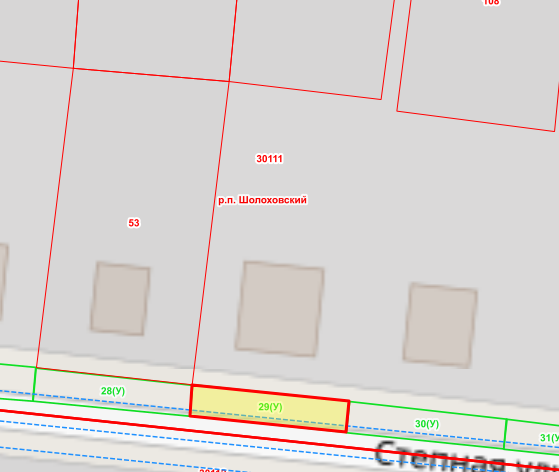 108
30111
р.п. Шолоховский
53
28(У)
29(У)
30(У)
31(У
Степная